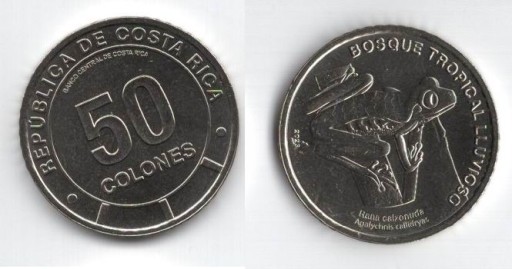 REPÚBLICA DE COSTA RICA
BANCO CENTRAL DE COSTA RICA
50
COLONES
BOSQUE TROPICAL LLUVIOSO
Rana calzonuda
Agalychnis callidryas